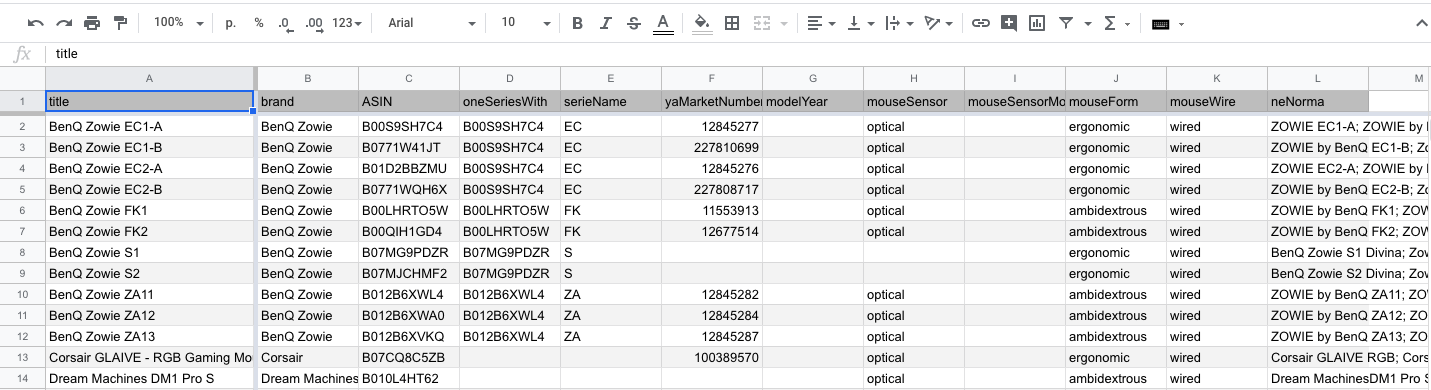 100% p. % .0 .00 123 Arial 10 B I S A
fx title
A B C D E F G H I J K L M
1 title brand ASIN oneSeriesWith serieName yaMarketNumbe modelYear mouseSensor mouseSensorMo mouseForm mouseWire neNorma
2 BenQ Zowie EC1-A BenQ Zowie B00S9SH7C4 B00S9SH7C4 EC 12845277 optical ergonomic wired ZOWIE EC1-A; ZOWIE by
3 BenQ Zowie EC1-B BenQ Zowie B0771W41JT B00S9SH7C4 EC 227810699 optical ergonomic wired ZOWIE by BenQ EC1-B; Zo
4 BenQ Zowie EC2-A BenQ Zowie B01D2BBZMU B00S9SH7C4 EC 12845276 optical ergonomic wired ZOWIE EC2-A; ZOWIE by
5 BenQ Zowie EC2-B BenQ Zowie B0771WQH6X B00S9SH7C4 EC 227808717 optical ergonomic wired ZOWIE by BenQ EC2-B; Zo
6 BenQ Zowie FK1 BenQ Zowie B00LHRTO5W B00LHRTO5W FK 11553913 optical ambidextrous wired ZOWIE by BenQ FK1; ZOW
7 BenQ Zowie FK2 BenQ Zowie B00QIH1GD4 B00LHRTO5W FK 12677514 optical ambidextrous wired ZOWIE by BenQ FK2; ZOW
8 BenQ Zowie S1 BenQ Zowie B07MG9PDZR B07MG9PDZR S ergonomic wired BenQ Zowie S1 Divina; Zov
9 BenQ Zowie S2 BenQ Zowie B07MJCHMF2 B07MG9PDZR S ergonomic wired BenQ Zowie S2 Divina; Zov
10 BenQ Zowie ZA11 BenQ Zowie B012B6XWL4 B012B6XWL4 ZA 12845282 optical ambidextrous wired ZOWIE by BenQ ZA11; ZO
11 BenQ Zowie ZA12 BenQ Zowie B012B6XWA0 B012B6XWL4 ZA 12845284 optical ambidextrous wired ZOWIE by BenQ ZA12; ZO
12 BenQ Zowie ZA13 BenQ Zowie B012B6XVKQ B012B6XWL4 ZA 12845287 optical ambidextrous wired ZOWIE by BenQ ZA13; ZO
13 Corsair GLAIVE - RGB Gaming Mo Corsair B07CQ8C5ZB 100389570 optical ergonomic wired Corsair GLAIVE RGB; Cors
14 Dream Machines DM1 Pro S Dream Machines B010L4HT62 optical ambidextrous wired Dream MachinesDM1 Pro S